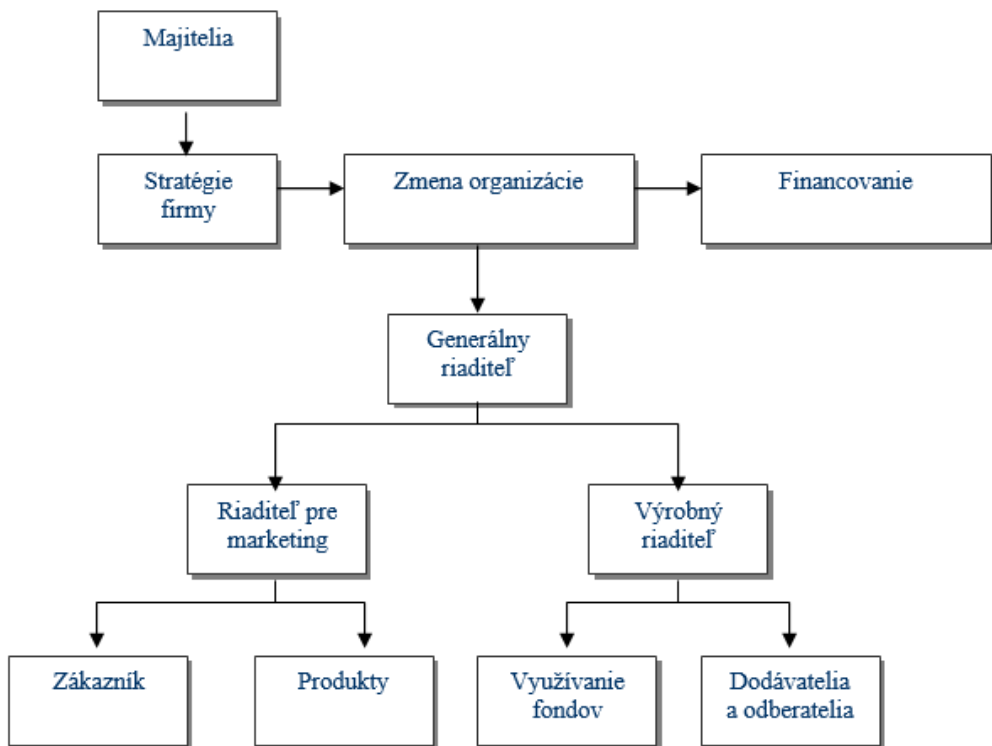 Majitelia
Stratégie
firmy
Zmena organizácie
Financovanie
Generálny
riaditeľ
Riaditeľ pre
marketing
Výrobný
riaditeľ
Zákazník
Produkty
Využívanie
fondov
Dodávatelia
a odberatelia